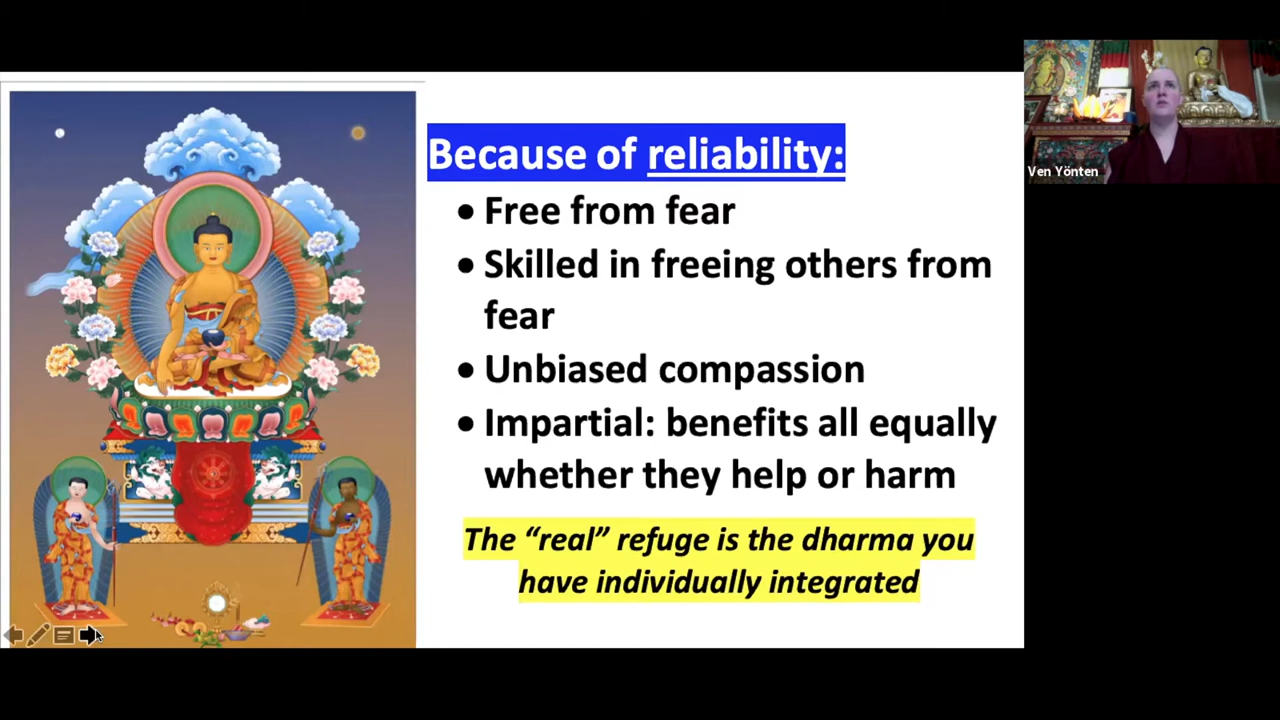 Because of reliability:
• Free from fear
• Skilled in freeing others from
fear
• Unbiased compassion
• Impartial: benefits all equally
whether they help or harm
The “real” refuge is the dharma you
have individually integrated
Ven Yönten